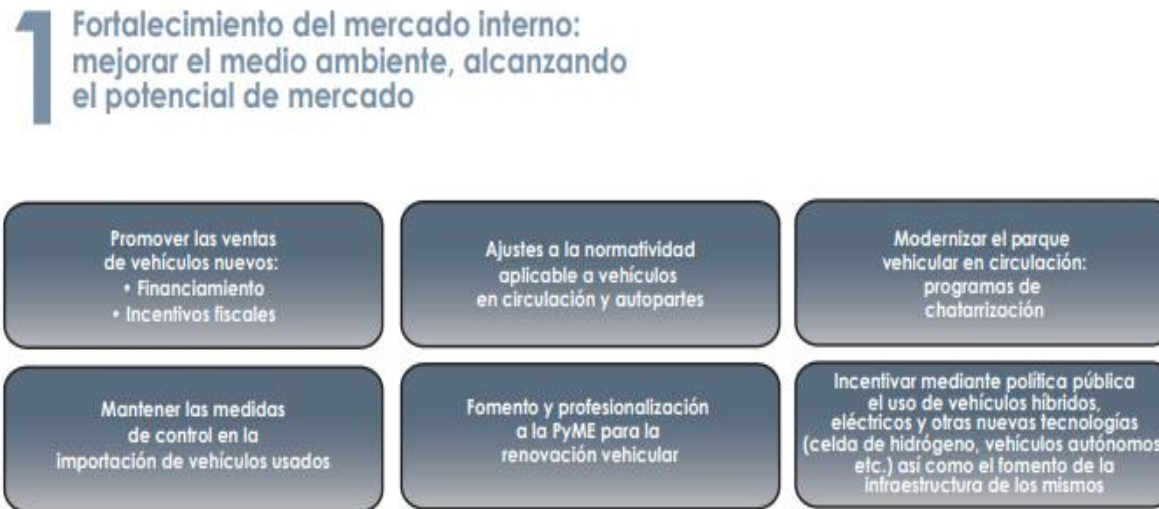 1
Fortalecimiento del mercado interno:
mejorar el medio ambiente, alcanzando
el potencial de mercado
Promover las ventas
de vehículos nuevos:
• Financiamiento
• Incentivos fiscales
Ajustes a la normatividad
aplicable a vehículos
en circulación y autopartes
Modernizar el parque
vehicular en circulación:
programas de
chatarrización
Mantener las medidas
de control en la
importación de vehículos usados
Fomento y profesionalización
a la PyME para la
renovación vehicular
Incentivar mediante política pública
el uso de vehículos híbridos,
eléctricos y otras nuevas tecnologías
(celda de hidrógeno, vehículos autónomos
etc.) así como el fomento de la
infraestructura de los mismos